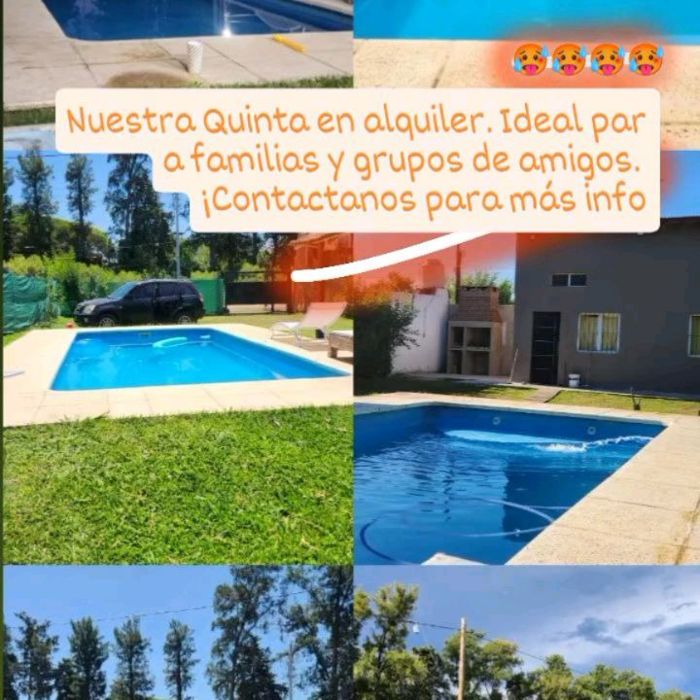 🥵🥵🥵🥵
Nuestra Quinta en alquiler. Ideal par
a familias y grupos de amigos.
¡Contactanos para más info